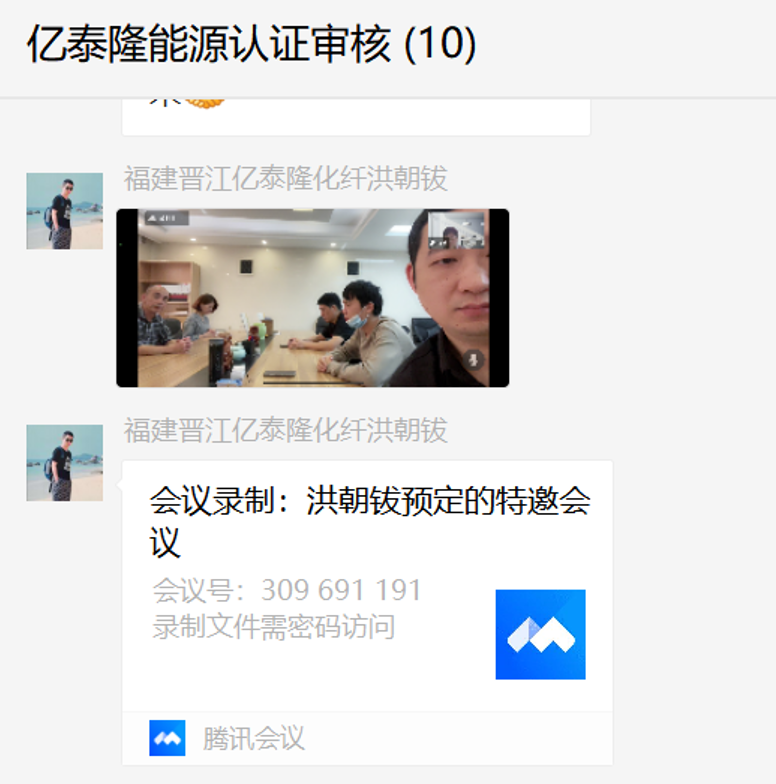 亿泰隆能源认证审核 (10)
福建晋江亿泰隆化纤洪朝钹
福建晋江亿泰隆化纤洪朝钹
会议录制：洪朝钹预定的特邀会
议
会议号：309 691 191
录制文件需密码访问
腾讯会议